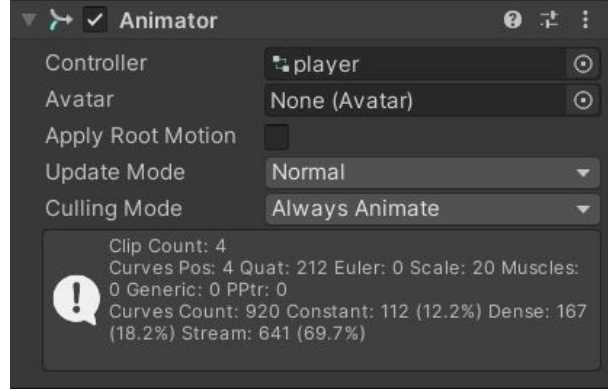 Animator
Controller player
Avatar None (Avatar)
Apply Root Motion
Update Mode Normal
Culling Mode Always Animate
Clip Count: 4
Curves Pos: 4 Quat: 212 Euler: 0 Scale: 20 Muscles:
0 Generic: 0 PPtr: 0
Curves Count: 920 Constant: 112 (12.2%) Dense: 167
(18.2%) Stream: 641 (69.7%)